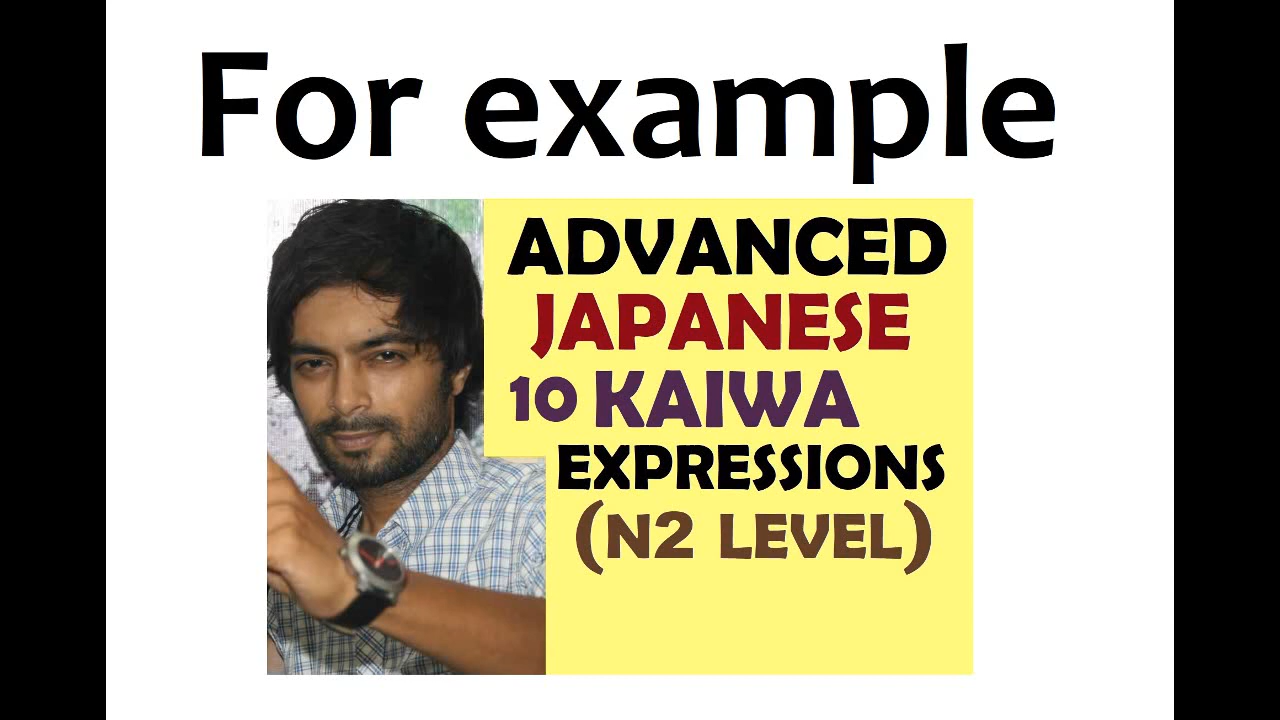 For example
ADVANCED
JAPANESE
10 KAIWA
EXPRESSIONS
(N2 LEVEL)